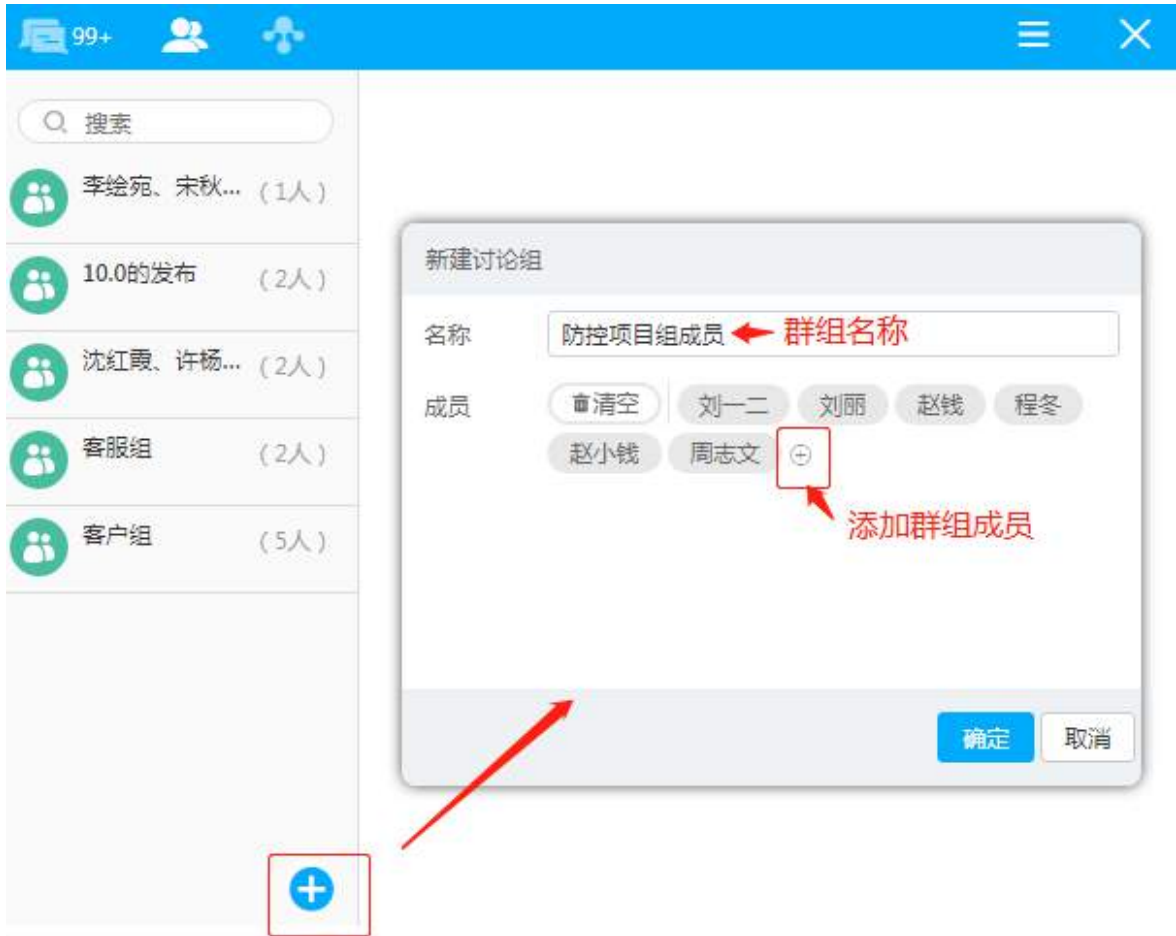 99+
搜索
李绘宛、宋秋... (1人)
10.0的发布 (2人)
沈红霞、许杨... (2人)
客服组 (2人)
客户组 (5人)
新建讨论组
名称 防控项目组成员 群组名称
成员 清空 刘一二 刘丽 赵钱 程冬
赵小钱 周志文
添加群组成员
确定 取消